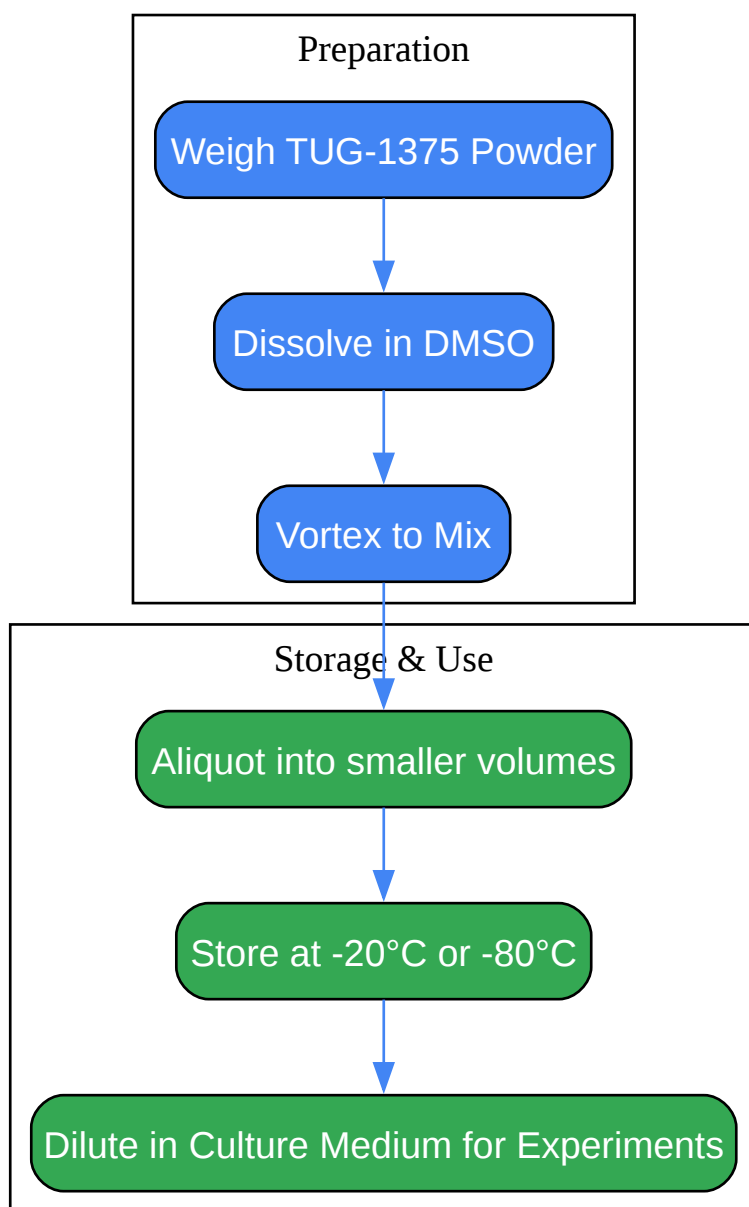 Preparation
Weigh TUG-1375 Powder
Dissolve in DMSO
Vortex to Mix
Storage & Use
Aliquot into smaller volumes
Store at -20°C or -80°C
Dilute in Culture Medium for Experiments